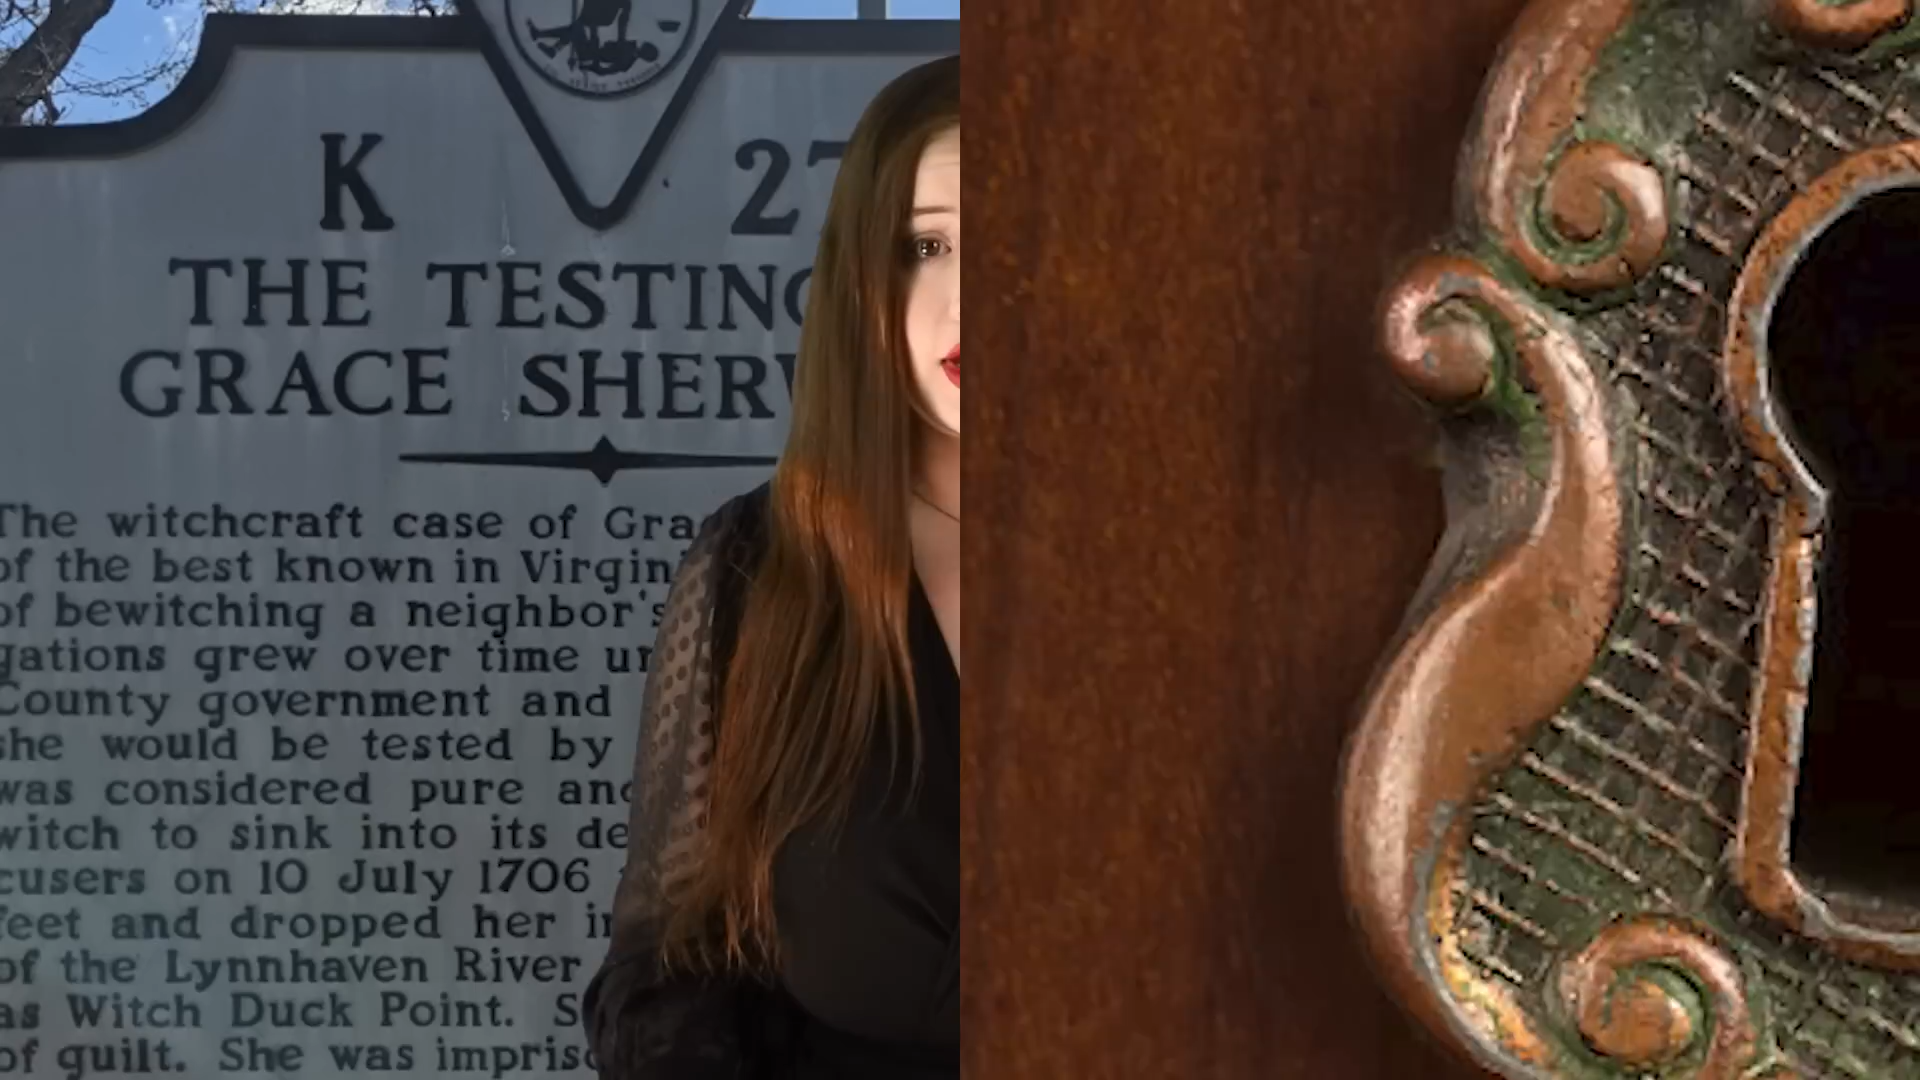 K 27
THE TESTING
GRACE SHERW
The witchcraft case of Gra
of the best known in Virgin
of bewitching a neighbor's
gations grew over time un
County government and
she would be tested by
was considered pure and
witch to sink into its de
cusers on 10 July 1706
feet and dropped her in
of the Lynnhaven River
as Witch Duck Point. S
of guilt. She was impriso